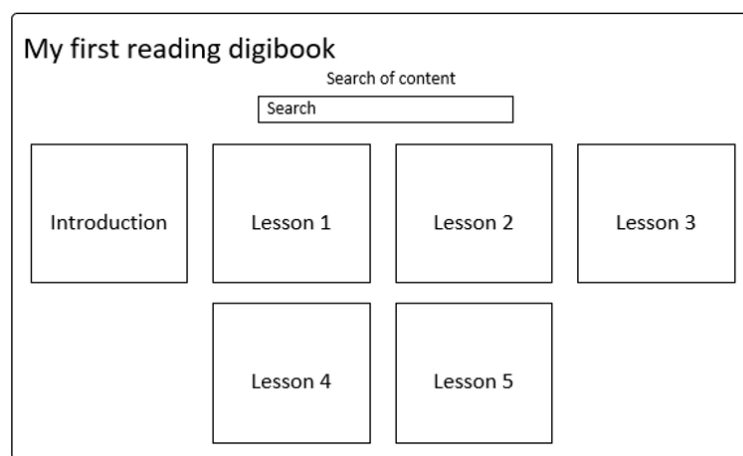 My first reading digibook
Search of content
Search
Introduction
Lesson 1
Lesson 2
Lesson 3
Lesson 4
Lesson 5